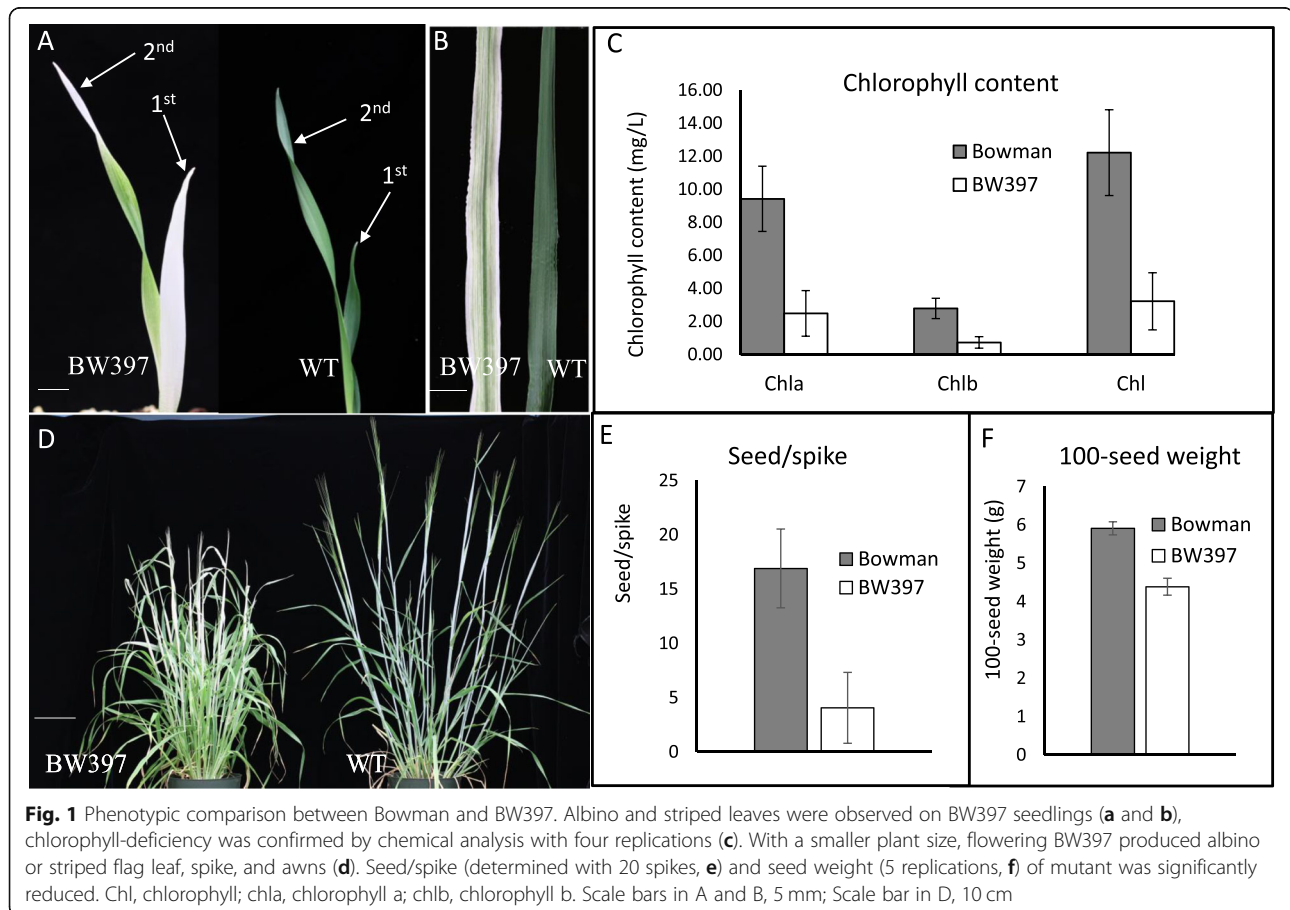 A
2nd
1st
BW397
2nd
1st
WT
B
BW397
WT
C
Chlorophyll content
Chlorophyll content (mg/L)
16.00
14.00
12.00
10.00
8.00
6.00
4.00
2.00
0.00
Bowman
BW397
Chla
Chlb
Chl
D
BW397
WT
E
Seed/spike
Seed/spike
25
20
15
10
5
0
Bowman
BW397
F
100-seed weight
100-seed weight (g)
7
6
5
4
3
2
1
0
Bowman
BW397
Fig. 1 Phenotypic comparison between Bowman and BW397. Albino and striped leaves were observed on BW397 seedlings (a and b),
chlorophyll-deficiency was confirmed by chemical analysis with four replications (c). With a smaller plant size, flowering BW397 produced albino
or striped flag leaf, spike, and awns (d). Seed/spike (determined with 20 spikes, e) and seed weight (5 replications, f) of mutant was significantly
reduced. Chl, chlorophyll; chla, chlorophyll a; chlb, chlorophyll b. Scale bars in A and B, 5 mm; Scale bar in D, 10 cm